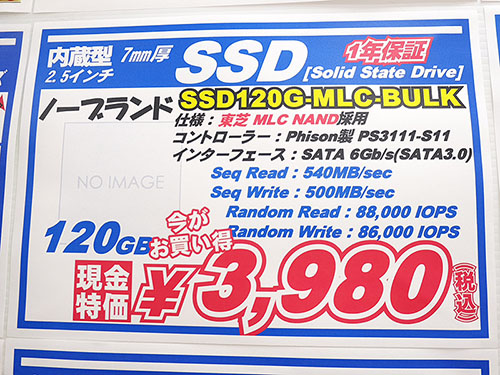 内蔵型 7mm厚 SSD 1年保証
2.5インチ [Solid State Drive]
ノーブランド SSD120G-MLC-BULK
仕様：東芝 MLC NAND採用
コントローラー：Phison製 PS3111-S11
インターフェース：SATA 6Gb/s(SATA3.0)
NO IMAGE
Seq Read：540MB/sec
Seq Write：500MB/sec
Random Read：88,000 IOPS
Random Write：86,000 IOPS
120GB
今が
お買い得
現金
特価 ¥3,980 (税込)